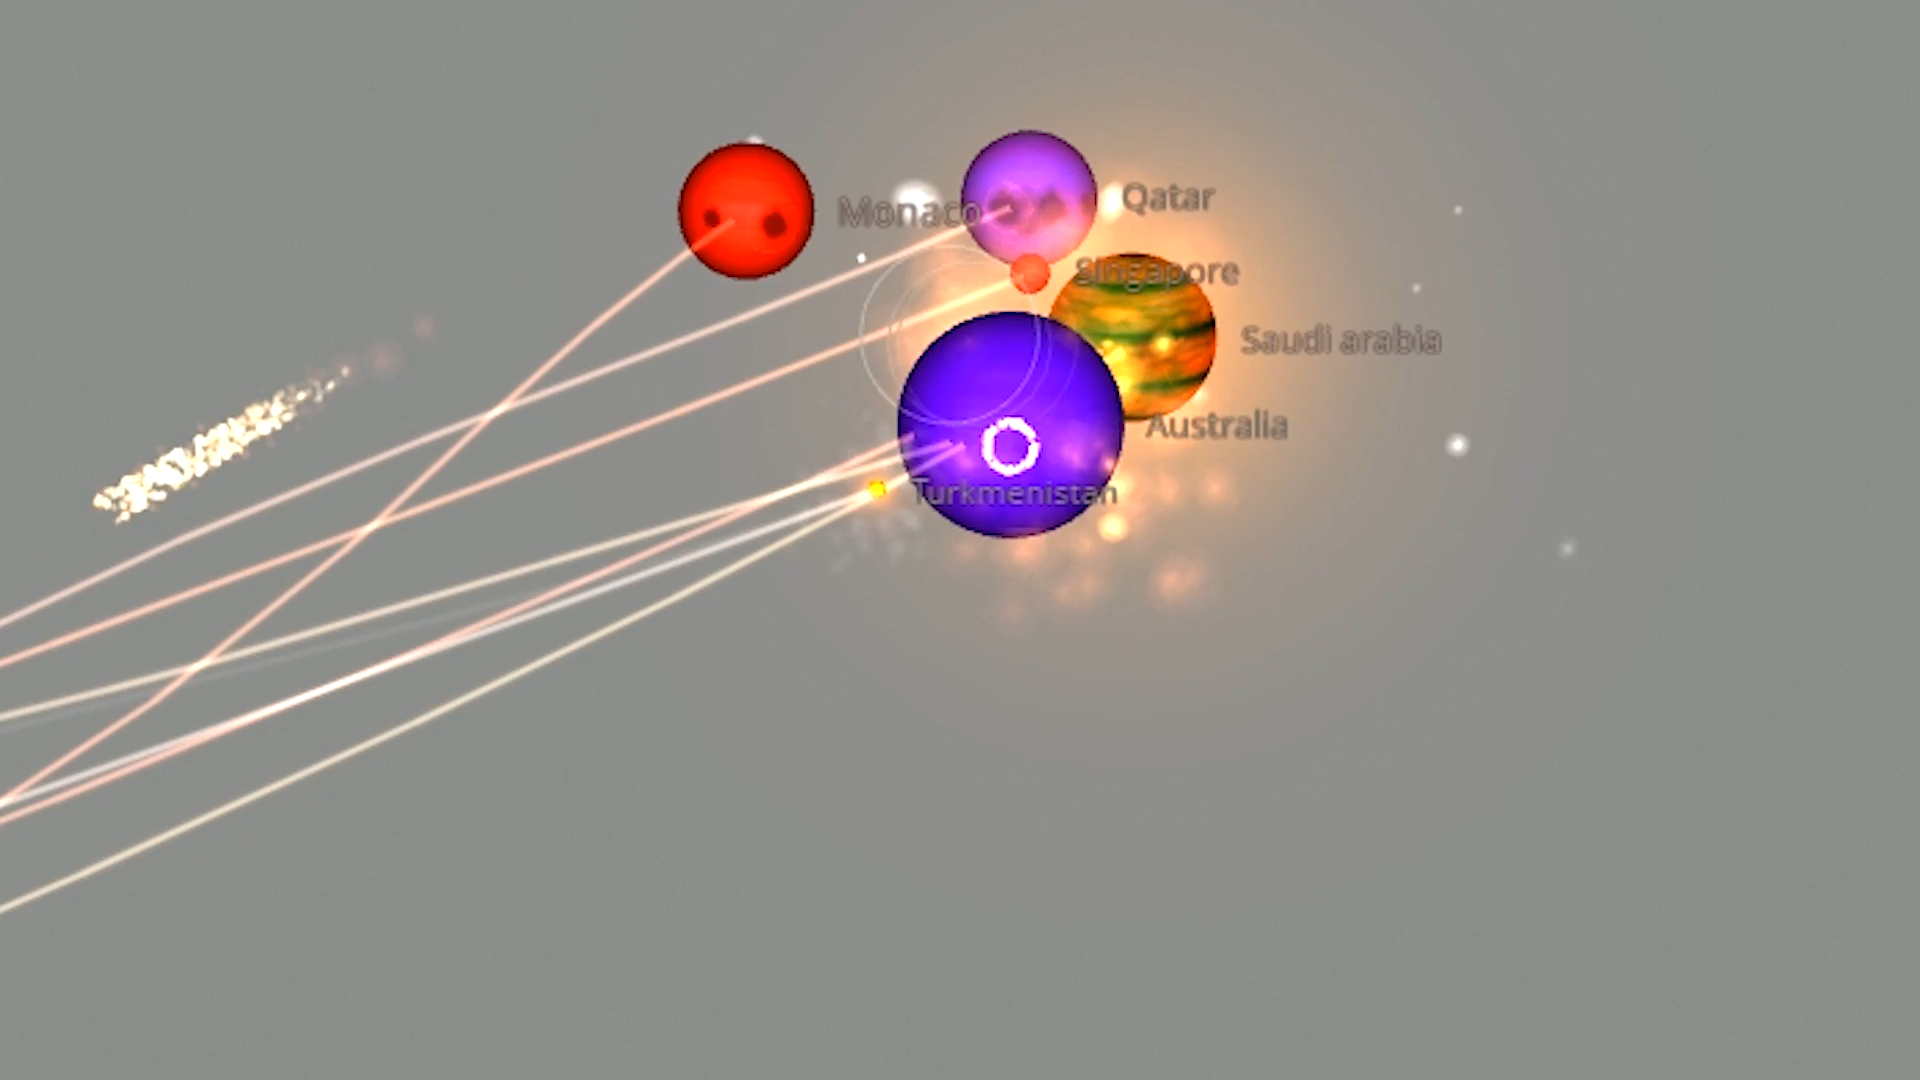 Monaco
Qatar
Singapore
Saudi arabia
Australia
Turkmenistan